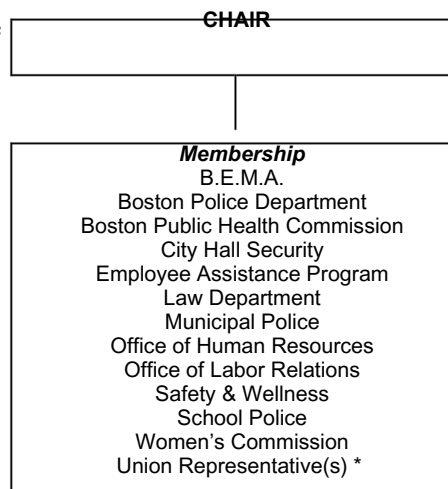 CHAIR
Membership
B.E.M.A.
Boston Police Department
Boston Public Health Commission
City Hall Security
Employee Assistance Program
Law Department
Municipal Police
Office of Human Resources
Office of Labor Relations
Safety & Wellness
School Police
Women's Commission
Union Representative(s) *